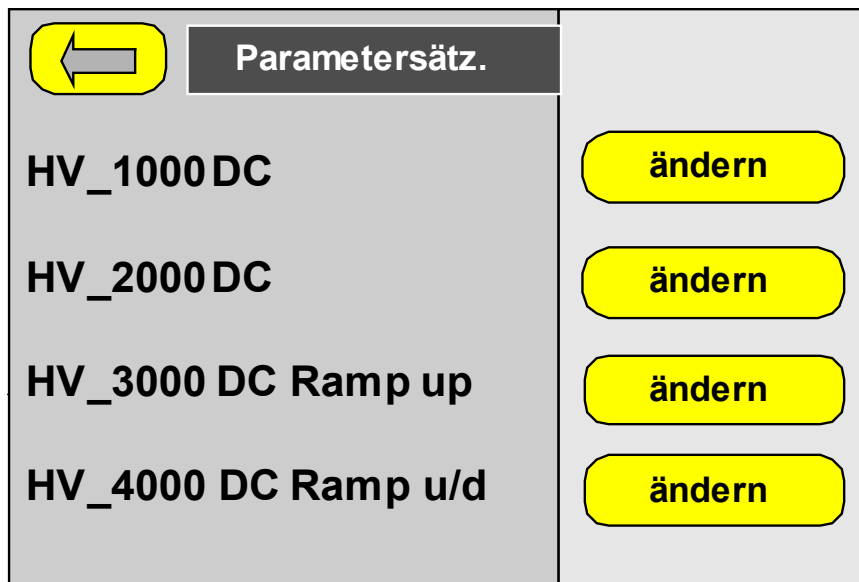 Parametersätz.
HV_1000 DC ändern
HV_2000 DC ändern
HV_3000 DC Ramp up ändern
HV_4000 DC Ramp u/d ändern